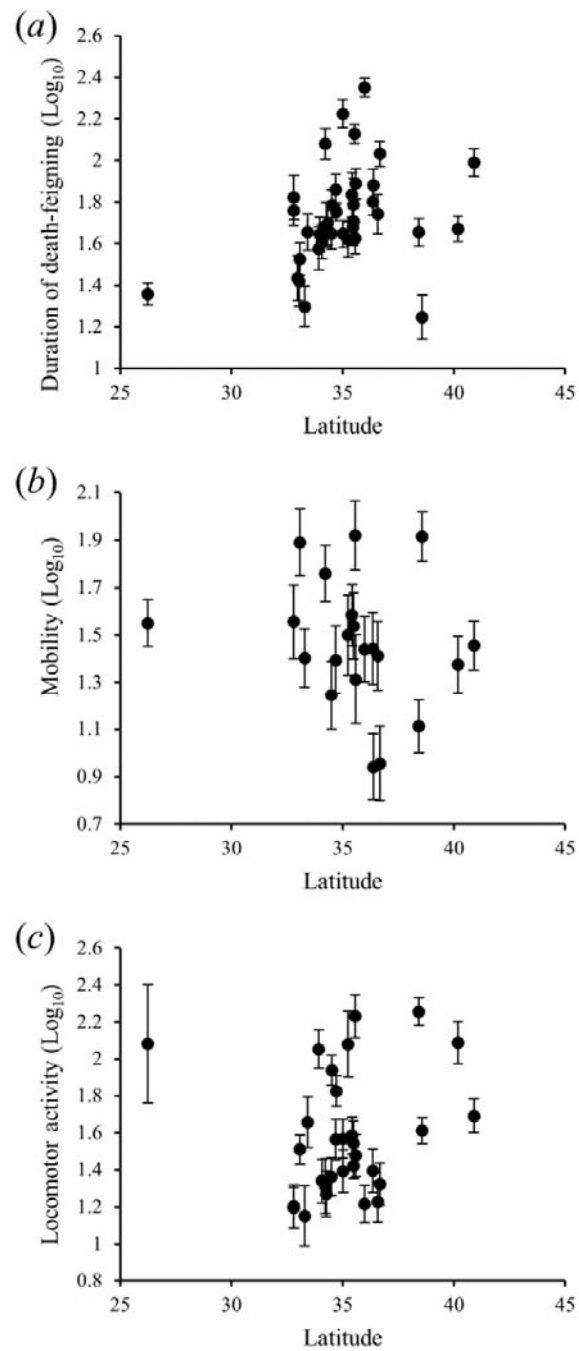 (a)
Duration of death-feigning (Log10)
2.6
2.4
2.2
2
1.8
1.6
1.4
1.2
1
25 30 35 40 45
Latitude
(b)
Mobility (Log10)
2.1
1.9
1.7
1.5
1.3
1.1
0.9
0.7
25 30 35 40 45
Latitude
(c)
Locomotor activity (Log10)
2.6
2.4
2.2
2
1.8
1.6
1.4
1.2
1
0.8
25 30 35 40 45
Latitude